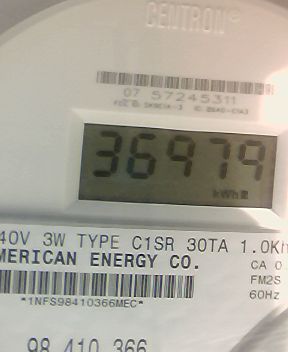 CENTRON®
07 57245311
36979
kWh
40V 3W TYPE C1SR 30TA 1.0Kh
MERICAN ENERGY CO.
CA 0.
FM2S
60Hz
*1NFS98410366MEC*
98 410 366